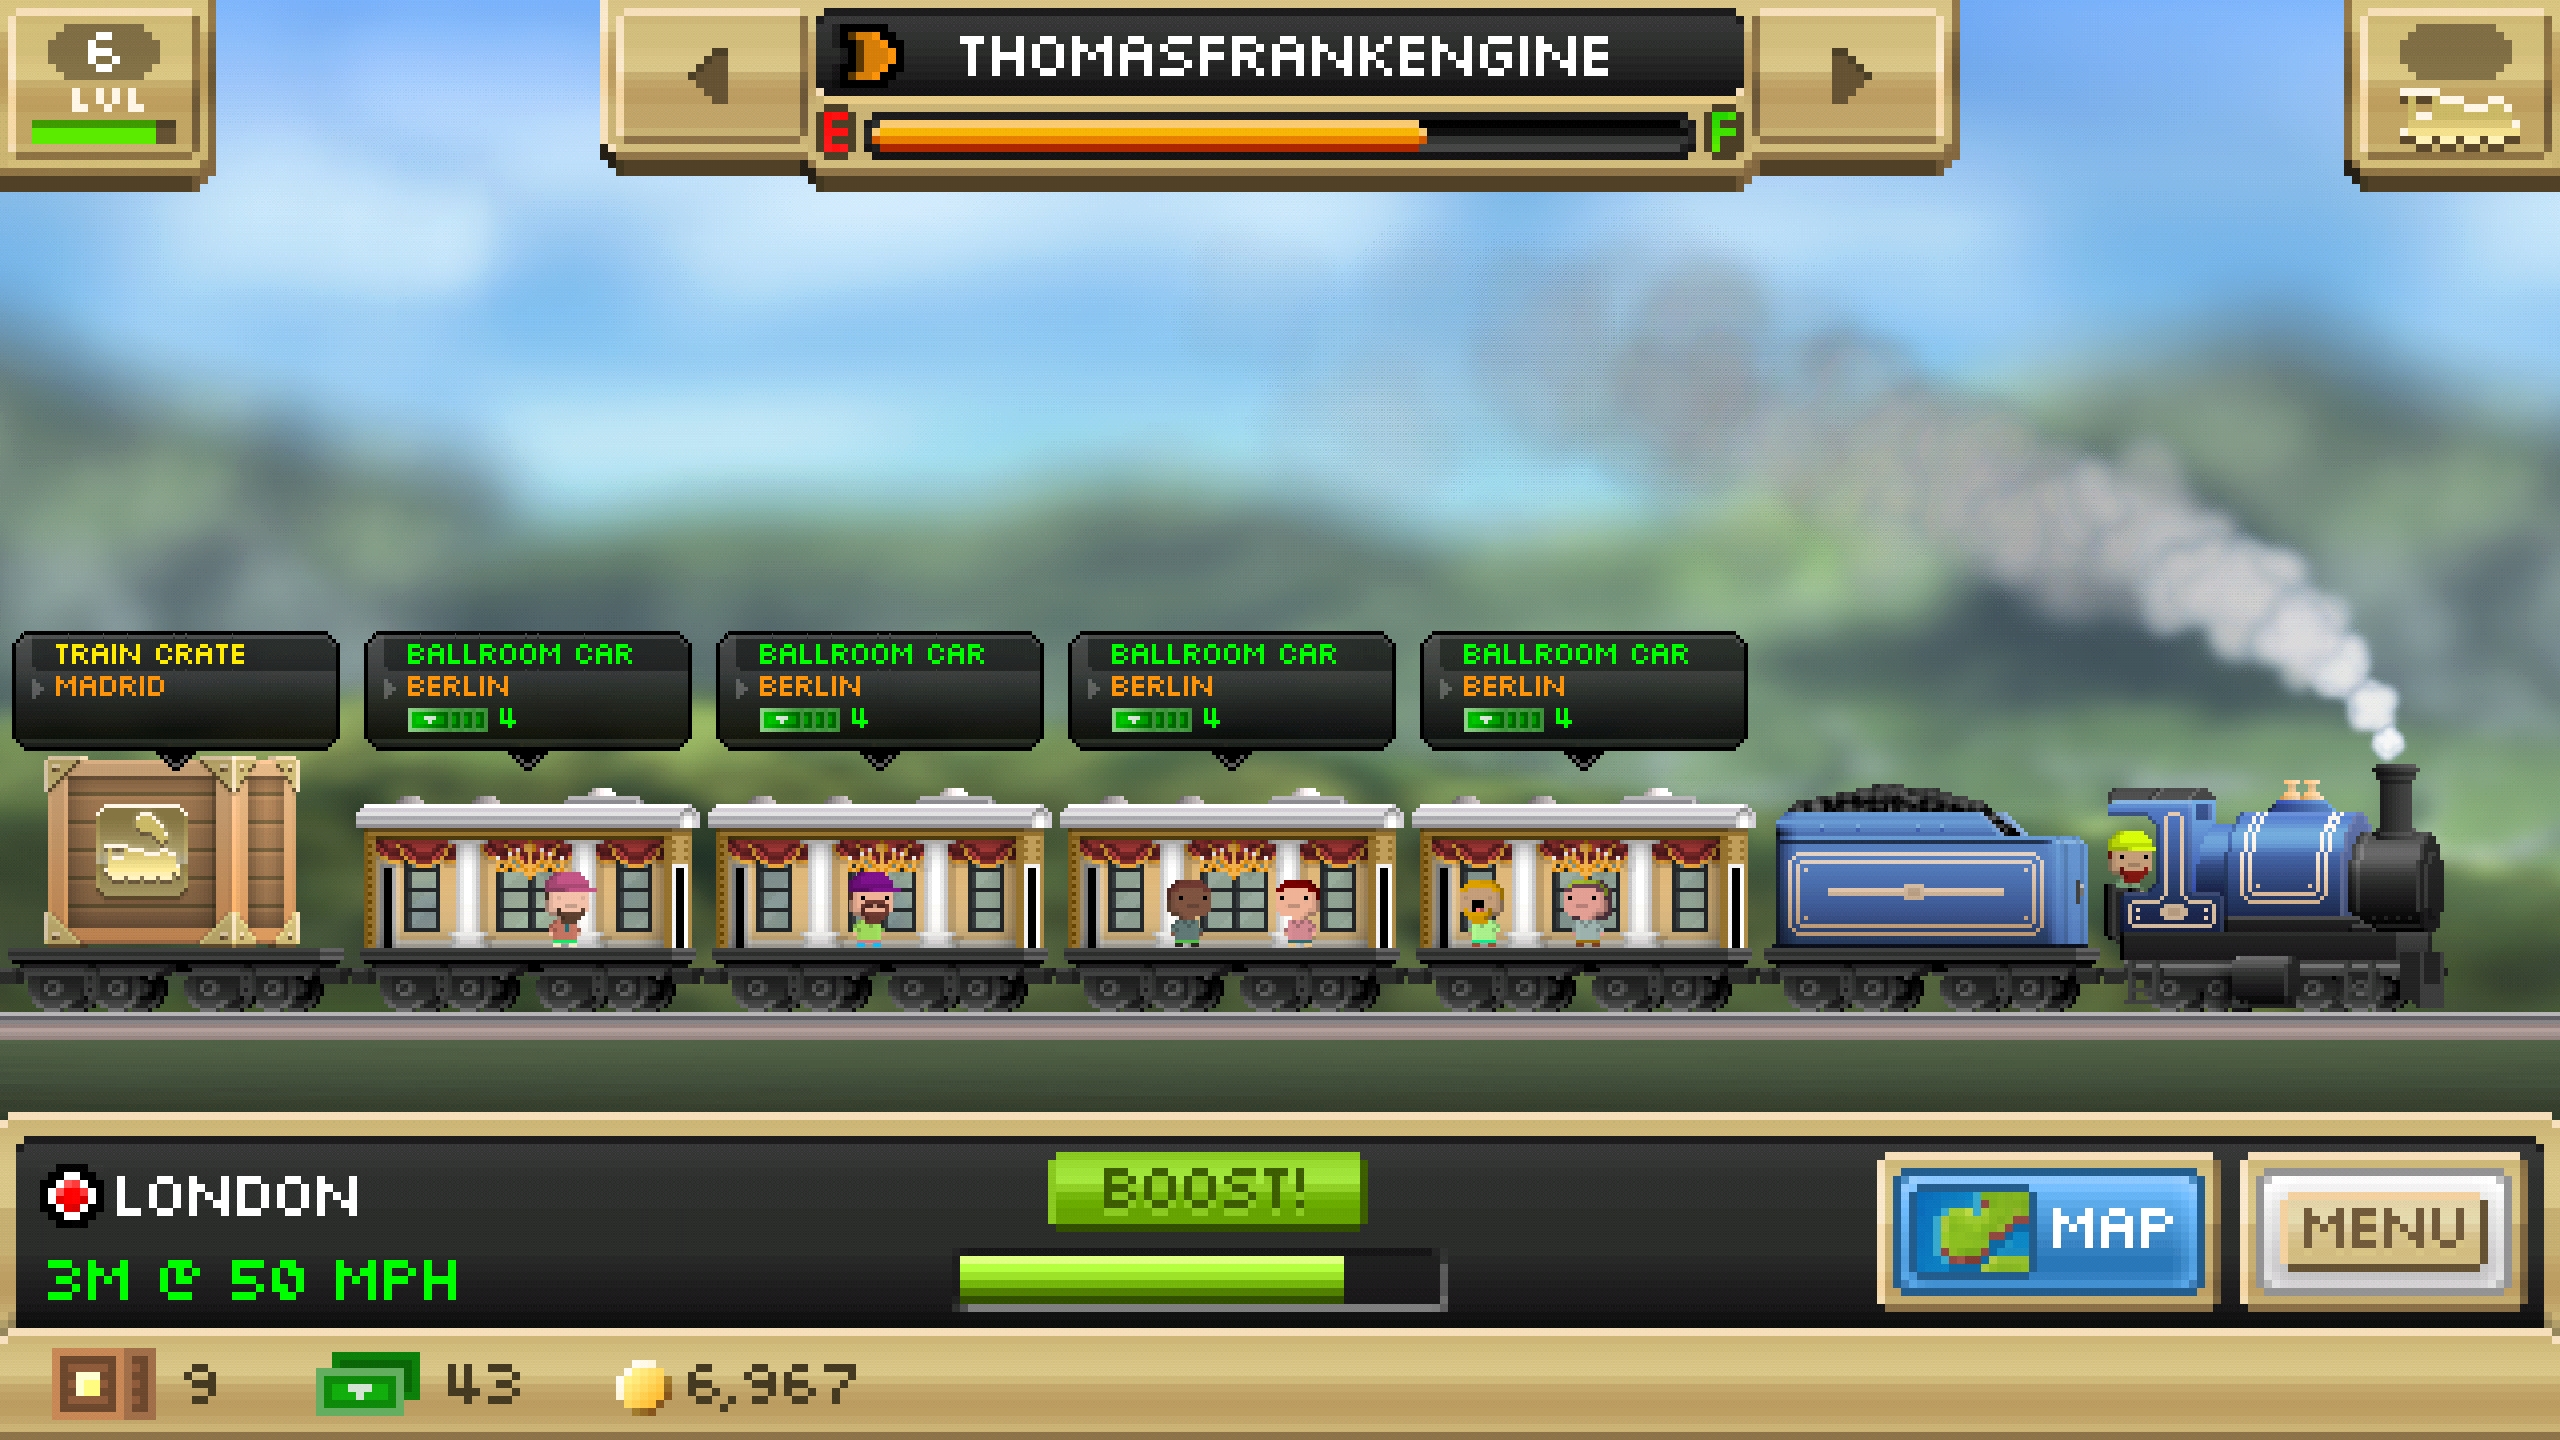 6
LVL
THOMASFRANKENGINE
E F
TRAIN CRATE
MADRID
BALLROOM CAR
BERLIN
4
BALLROOM CAR
BERLIN
4
BALLROOM CAR
BERLIN
4
BALLROOM CAR
BERLIN
4
LONDON
3M @ 50 MPH
BOOST!
MAP
MENU
9 43 6,967